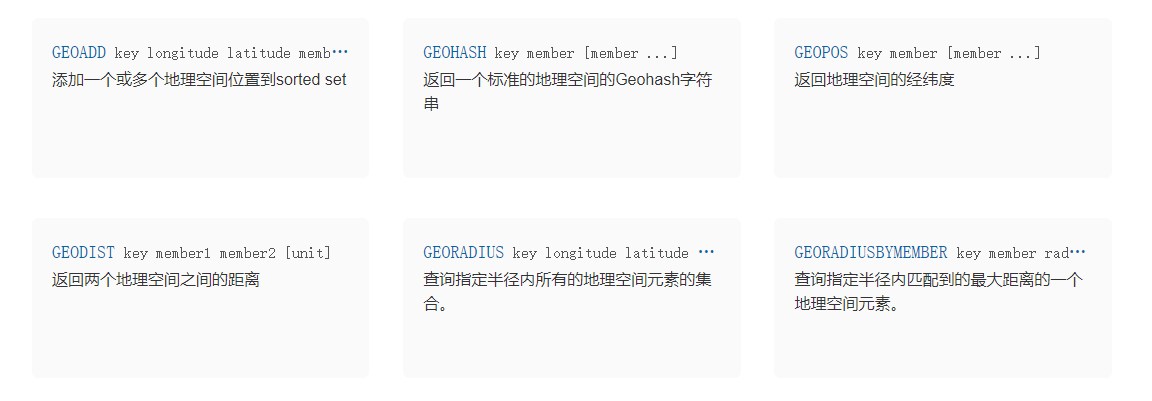 GEOADD key longitude latitude memb...
添加一个或多个地理空间位置到sorted set
GEOHASH key member [member ...]
返回一个标准的地理空间的Geohash字符
串
GEOPOS key member [member ...]
返回地理空间的经纬度
GEODIST key member1 member2 [unit]
返回两个地理空间之间的距离
GEORADIUS key longitude latitude ...
查询指定半径内所有的地理空间元素的集
合。
GEORADIUSBYMEMBER key member rad...
查询指定半径内匹配到的最大距离的一个
地理空间元素。